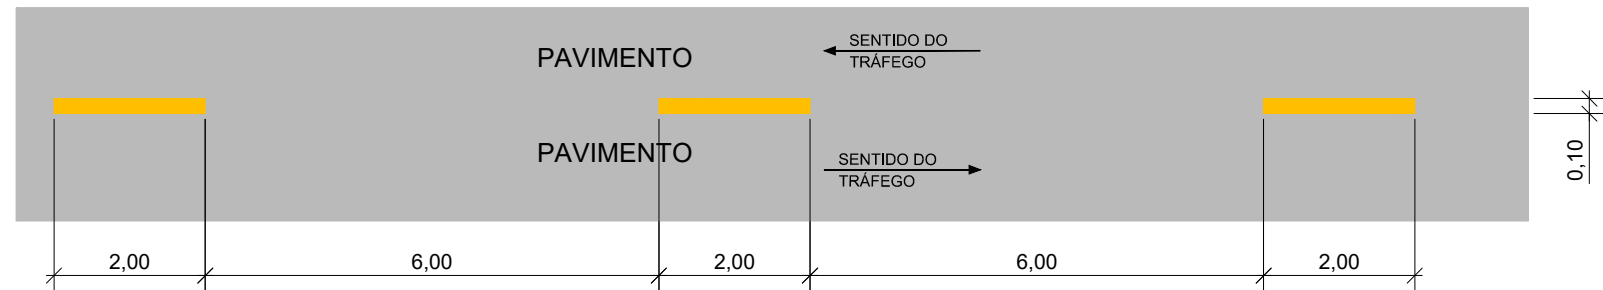 PAVIMENTO
SENTIDO DO
TRÁFEGO
PAVIMENTO
SENTIDO DO
TRÁFEGO
0,10
2,00
6,00
2,00
6,00
2,00